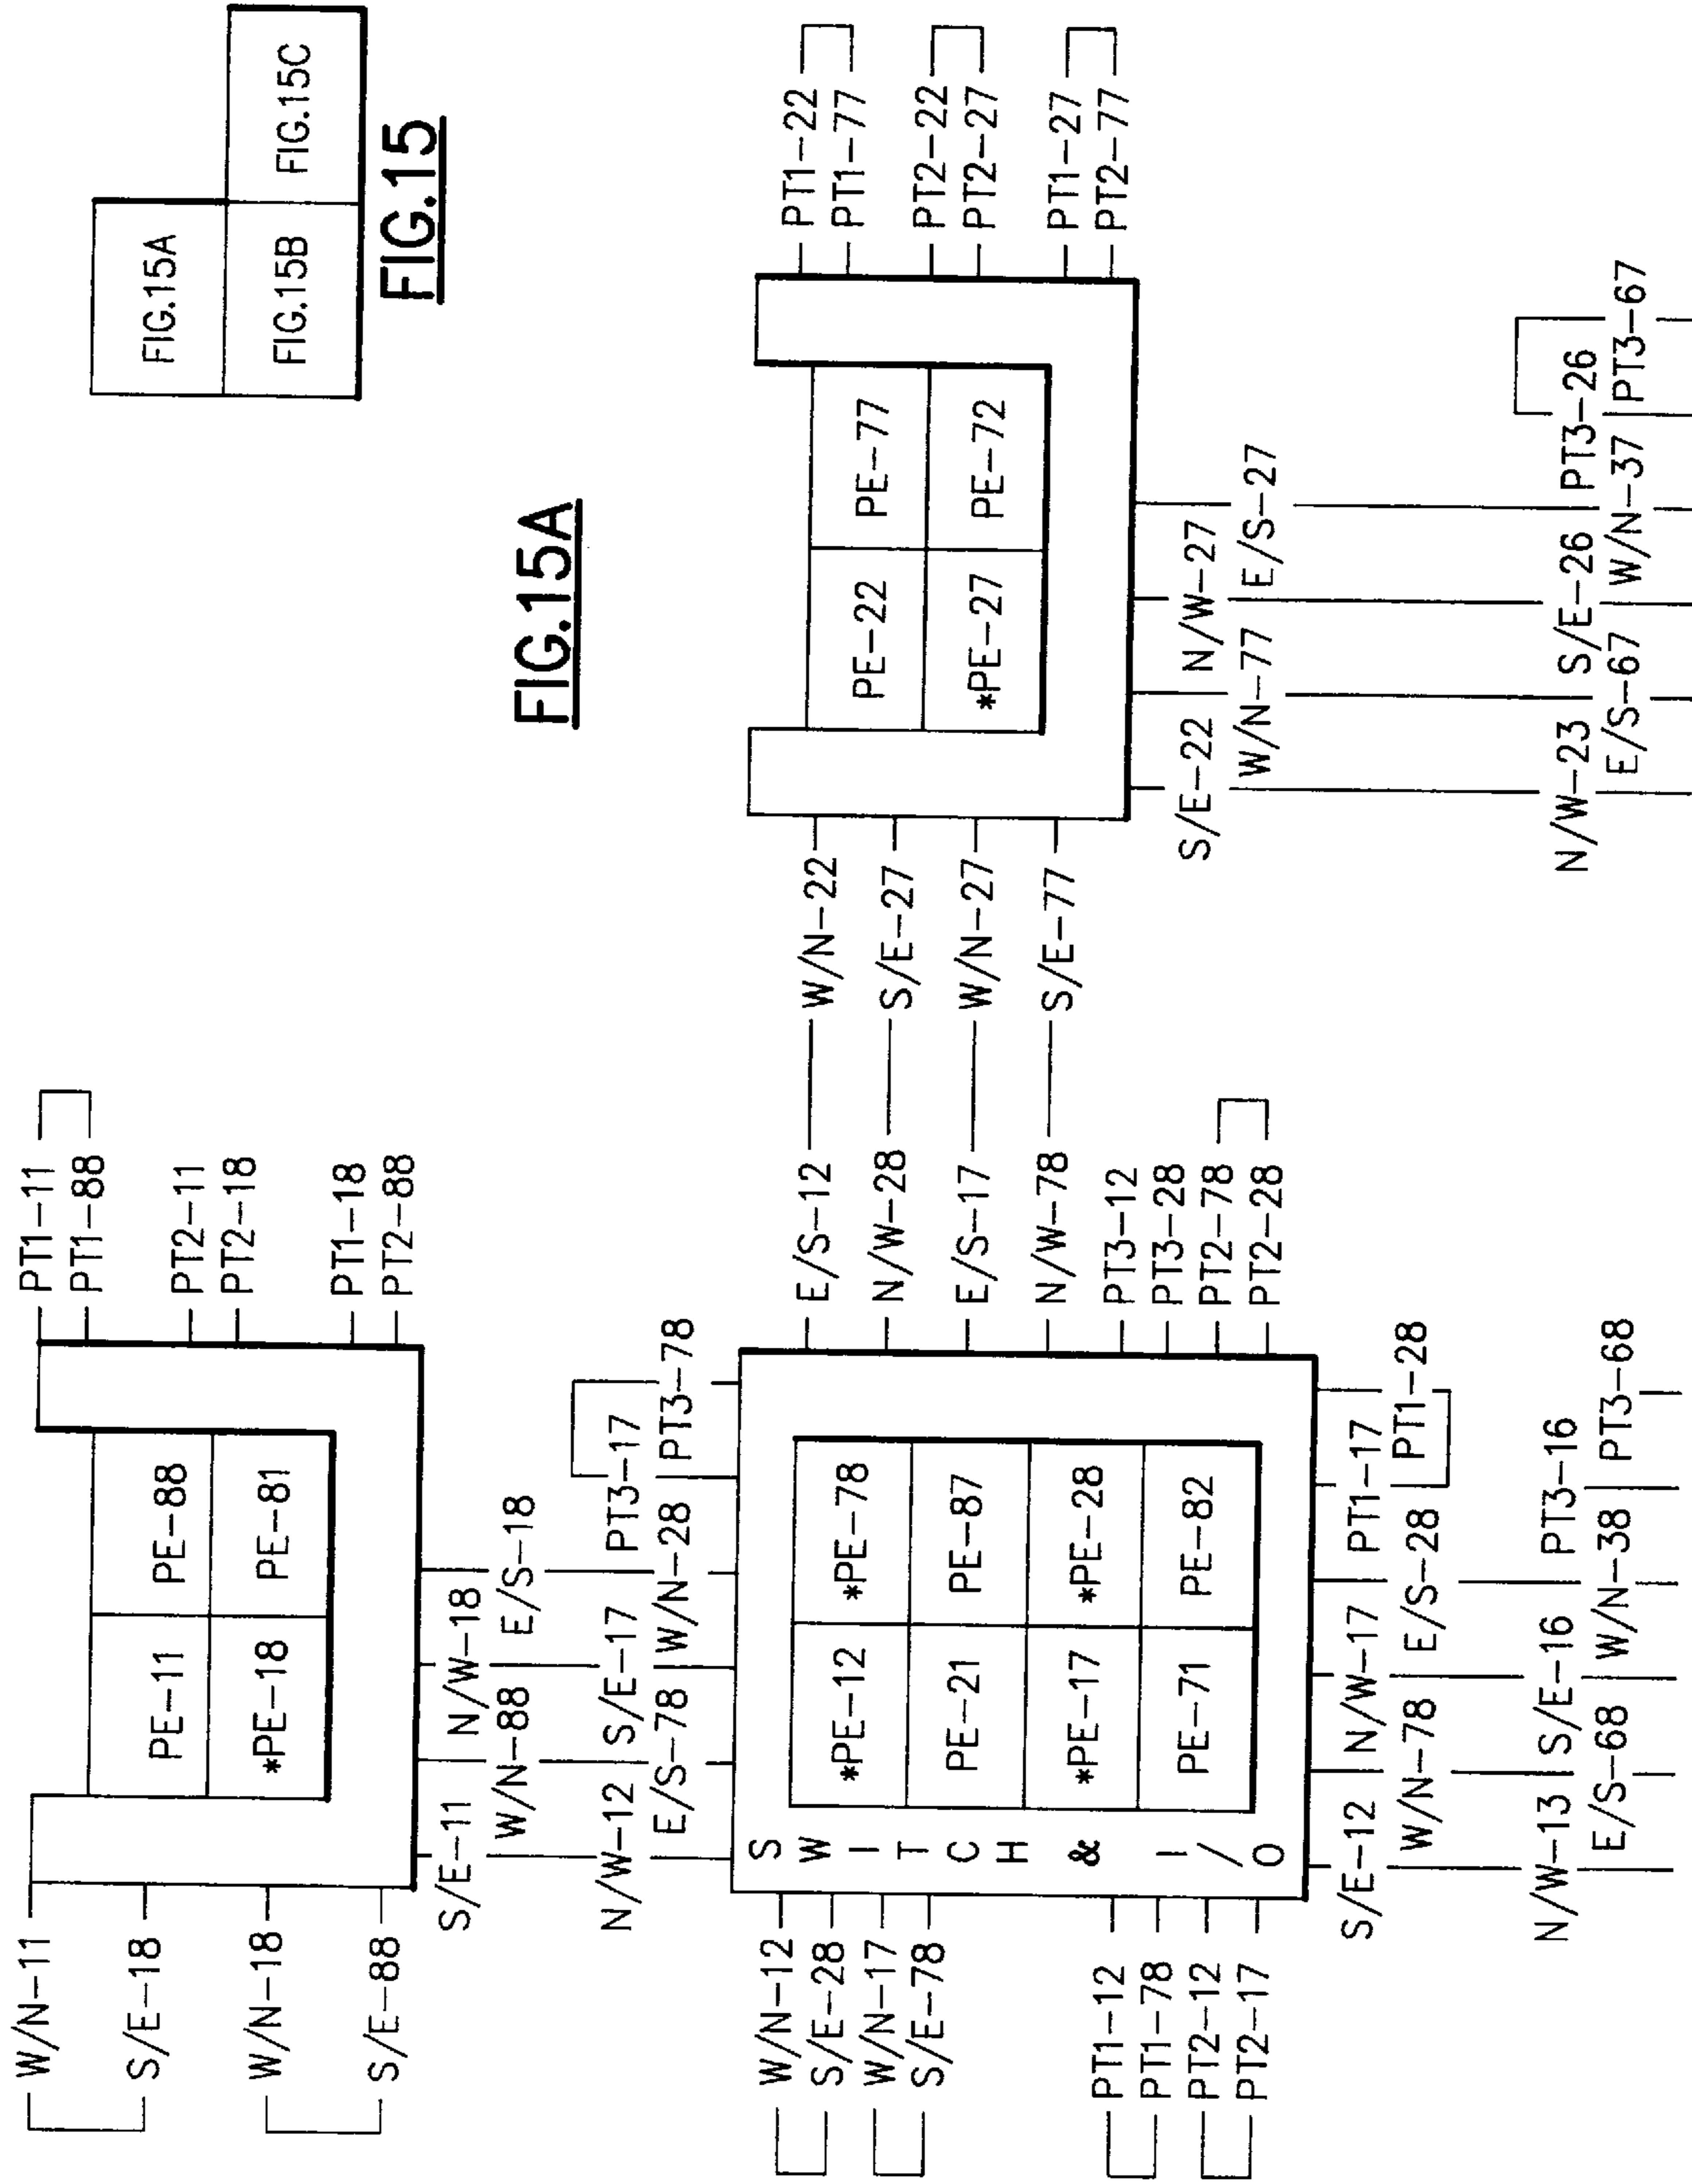 FIG.15A
FIG.15B FIG.15C
FIG.15
FIG.15A
W/N-11
S/E-18
W/N-18
S/E-88
PE-11 PE-88
*PE-18 PE-81
PT1-11
PT1-88
PT2-11
PT2-18
PT1-18
PT2-88
S/E-11 N/W-18
W/N-88 E/S-18
N/W-12 S/E-17 PT3-17
E/S-78 W/N-28 PT3-78
W/N-12
S/E-28
W/N-17
S/E-78
PT1-12
PT1-78
PT2-12
PT2-17
S
W
I
T
C
H
&
I
/
O
*PE-12 *PE-78
PE-21 PE-87
*PE-17 *PE-28
PE-71 PE-82
E/S-12 W/N-22
N/W-28 S/E-27
E/S-17 W/N-27
N/W-78 S/E-77
PT3-12
PT3-28
PT2-78
PT2-28
PE-22 PE-77
*PE-27 PE-72
PT1-22
PT1-77
PT2-22
PT2-27
PT1-27
PT2-77
S/E-22 N/W-27
W/N-77 E/S-27
S/E-12 N/W-17 PT1-17
W/N-78 E/S-28 PT1-28
N/W-13 S/E-16 PT3-16
E/S-68 W/N-38 PT3-68
N/W-23 S/E-26 PT3-26
E/S-67 W/N-37 PT3-67